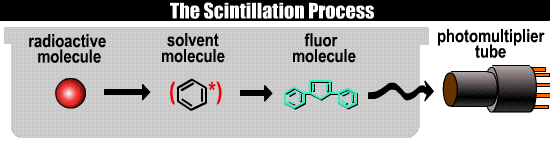 The Scintillation Process
radioactive
molecule
solvent
molecule
fluor
molecule
photomultiplier
tube
( *)